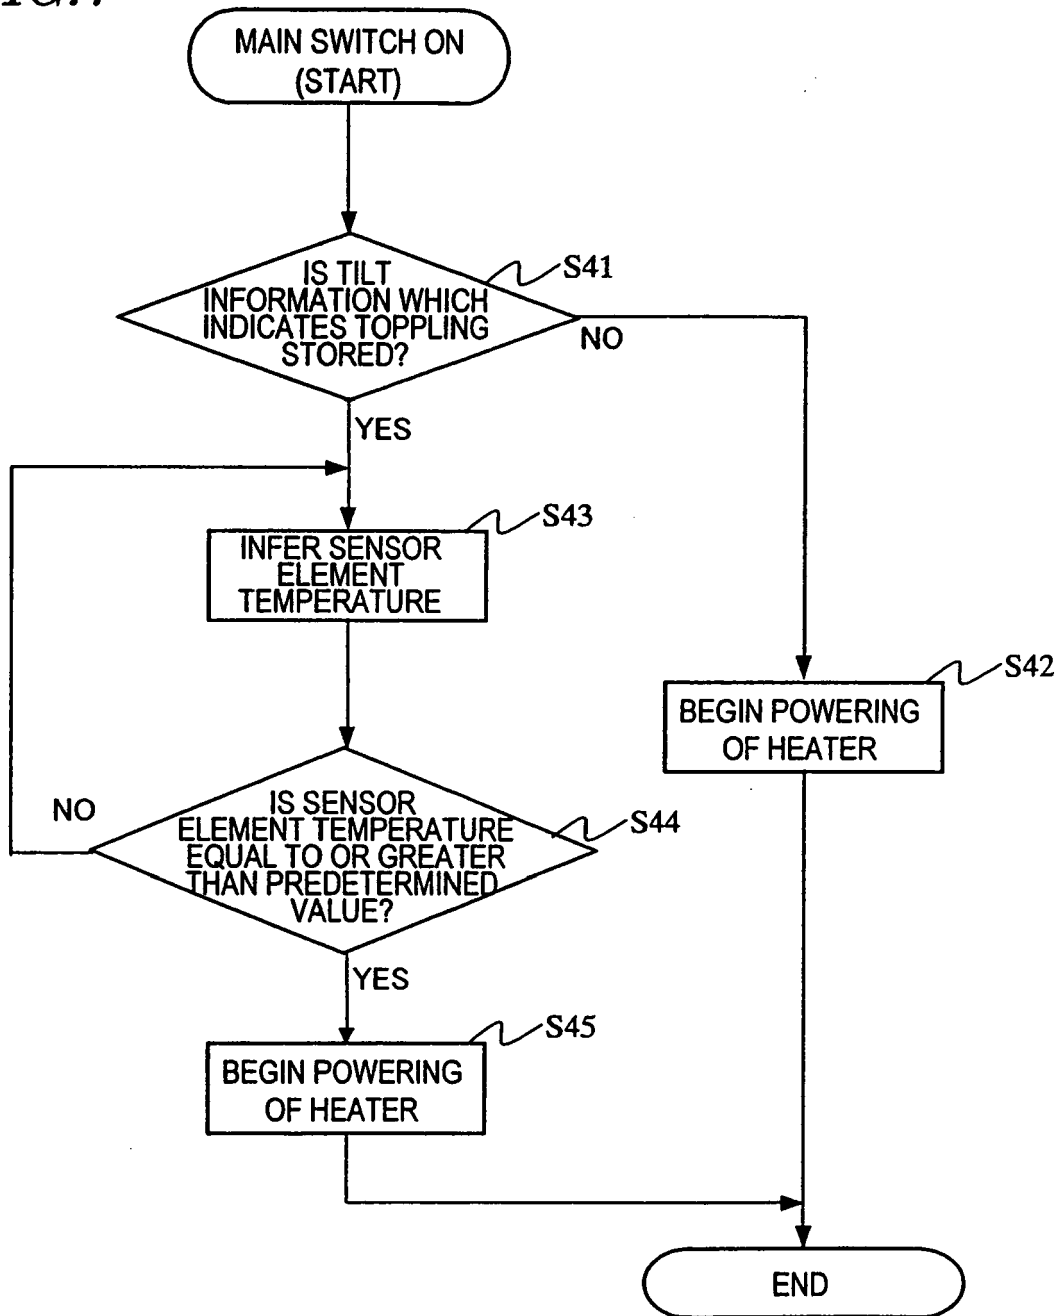 MAIN SWITCH ON
(START)
S41
IS TILT
INFORMATION WHICH
INDICATES TOPPLING
STORED?
NO
YES
S43
INFER SENSOR
ELEMENT
TEMPERATURE
S42
BEGIN POWERING
OF HEATER
NO
IS SENSOR
ELEMENT TEMPERATURE
EQUAL TO OR GREATER
THAN PREDETERMINED
VALUE?
S44
YES
S45
BEGIN POWERING
OF HEATER
END